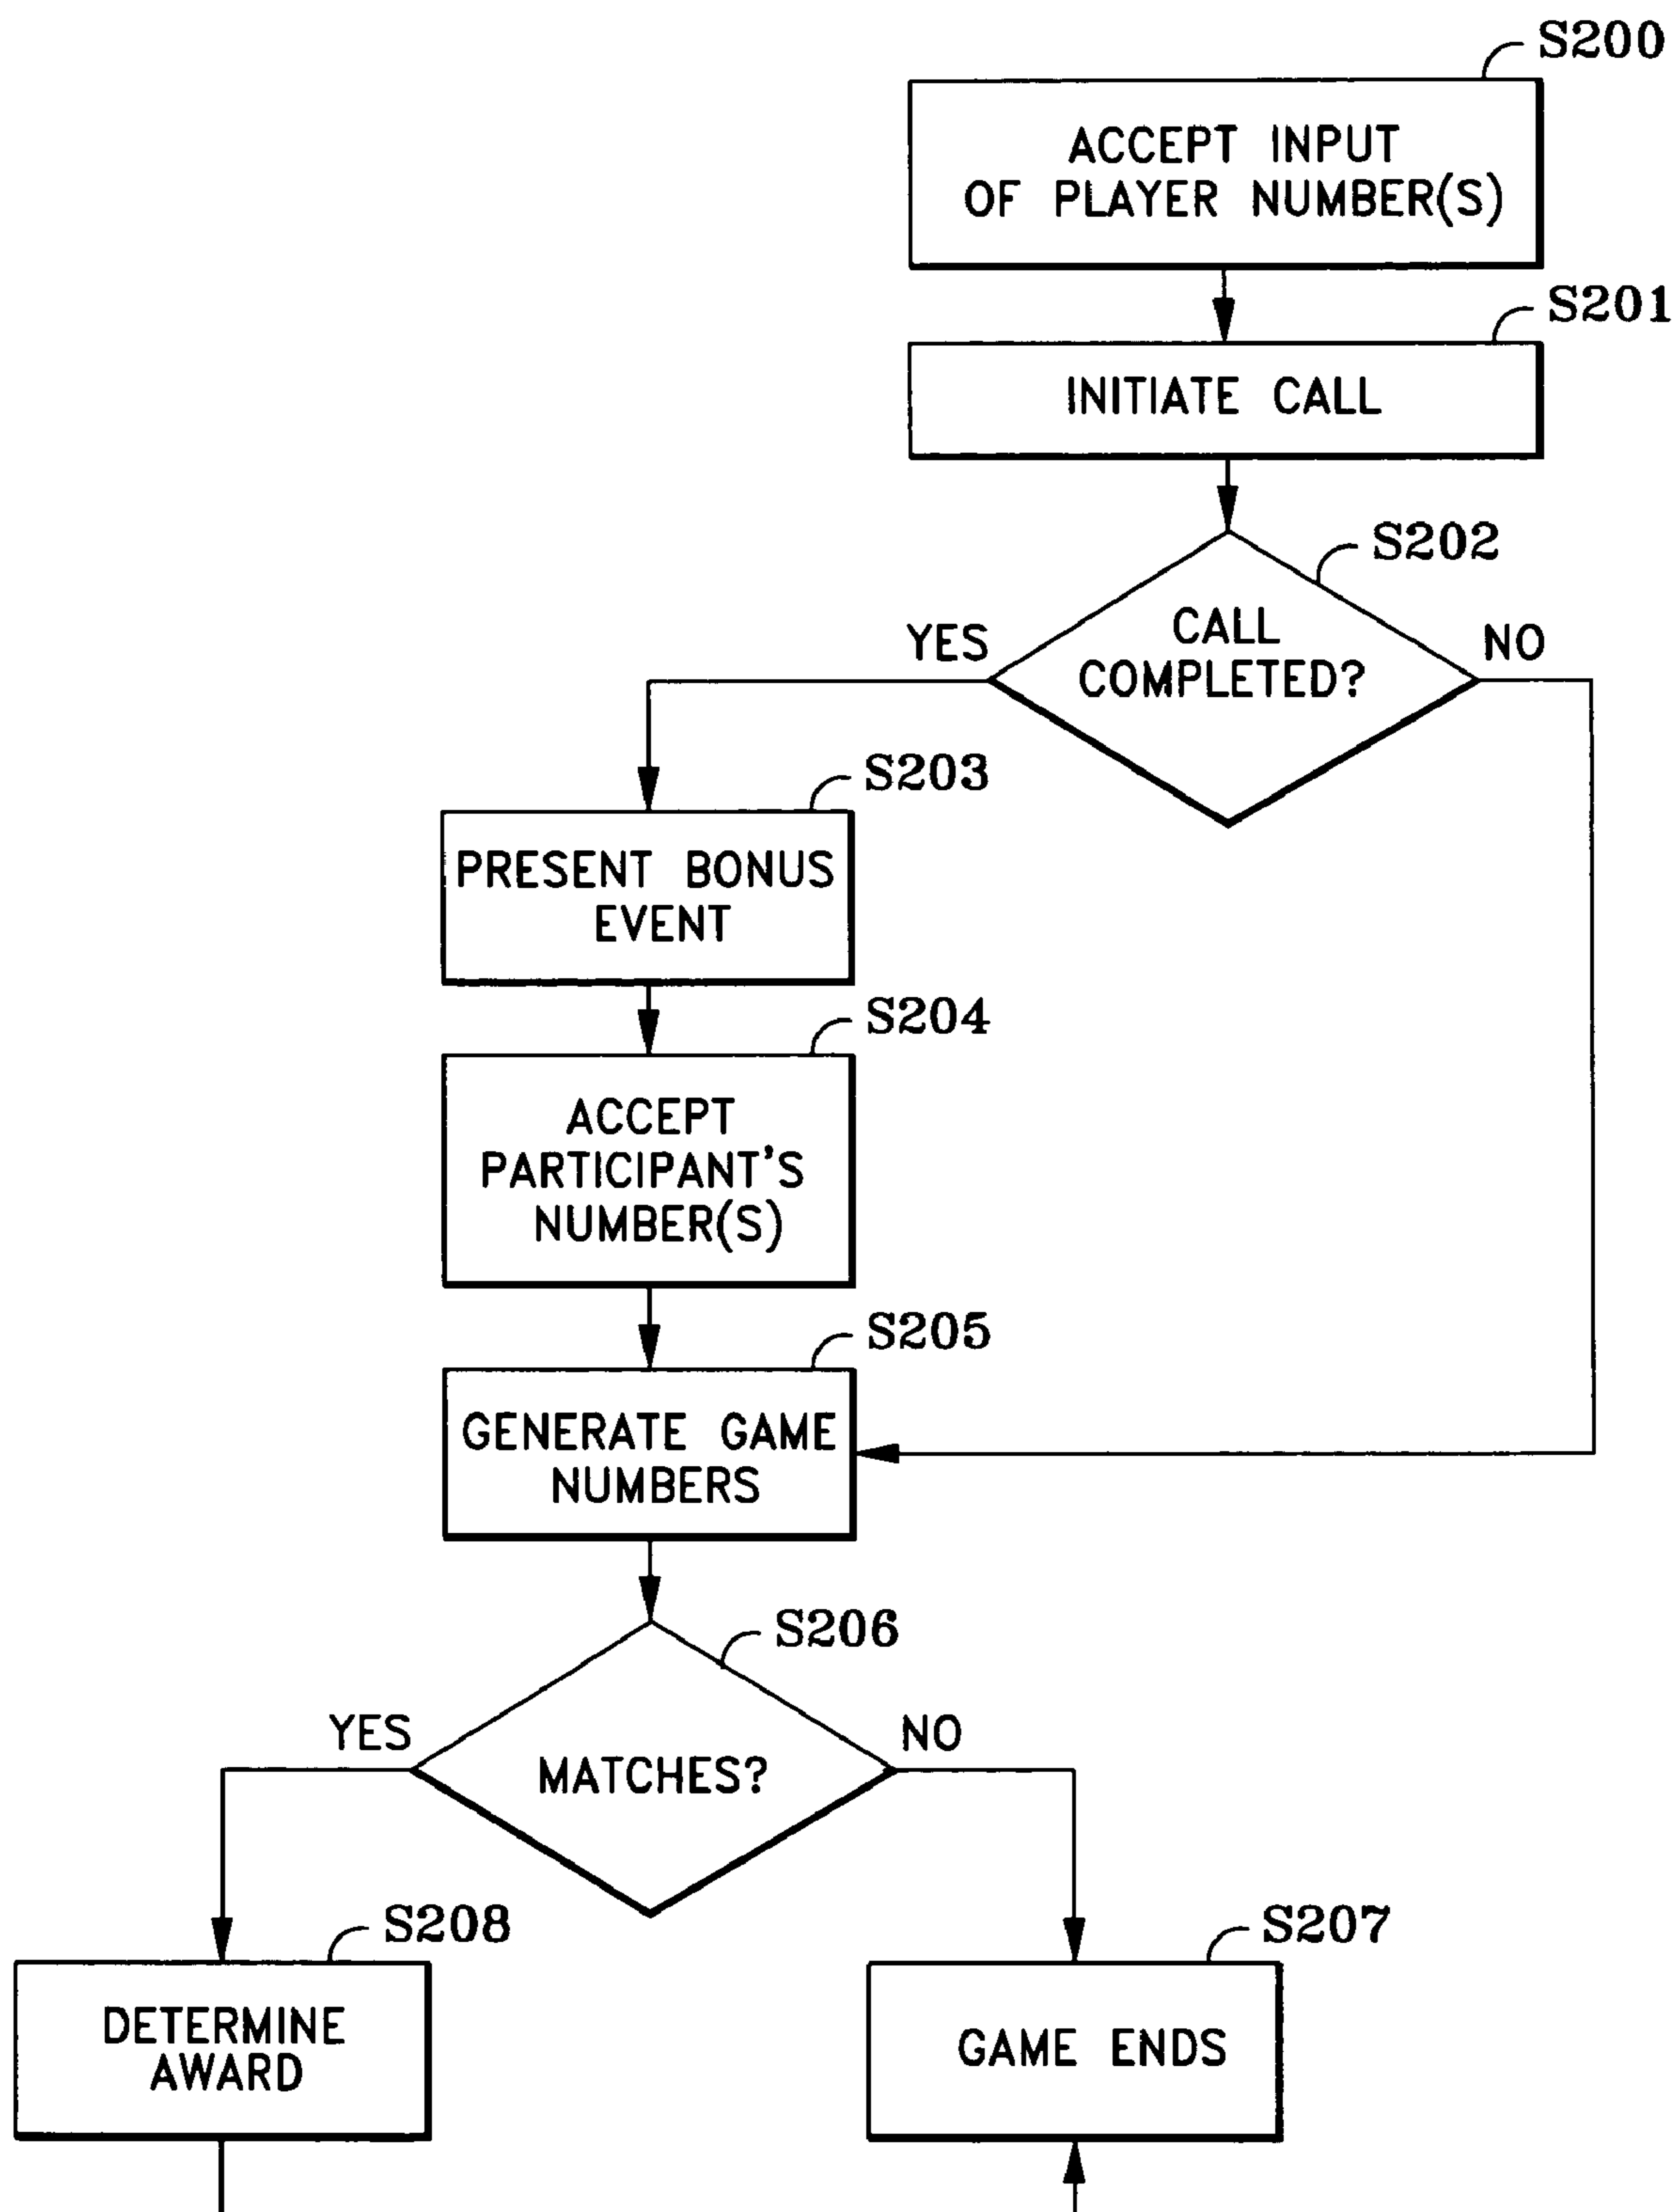 S200
ACCEPT INPUT
OF PLAYER NUMBER(S)
S201
INITIATE CALL
S202
CALL
COMPLETED?
YES
NO
S203
PRESENT BONUS
EVENT
S204
ACCEPT
PARTICIPANT'S
NUMBER(S)
S205
GENERATE GAME
NUMBERS
S206
MATCHES?
YES
NO
S208
DETERMINE
AWARD
S207
GAME ENDS